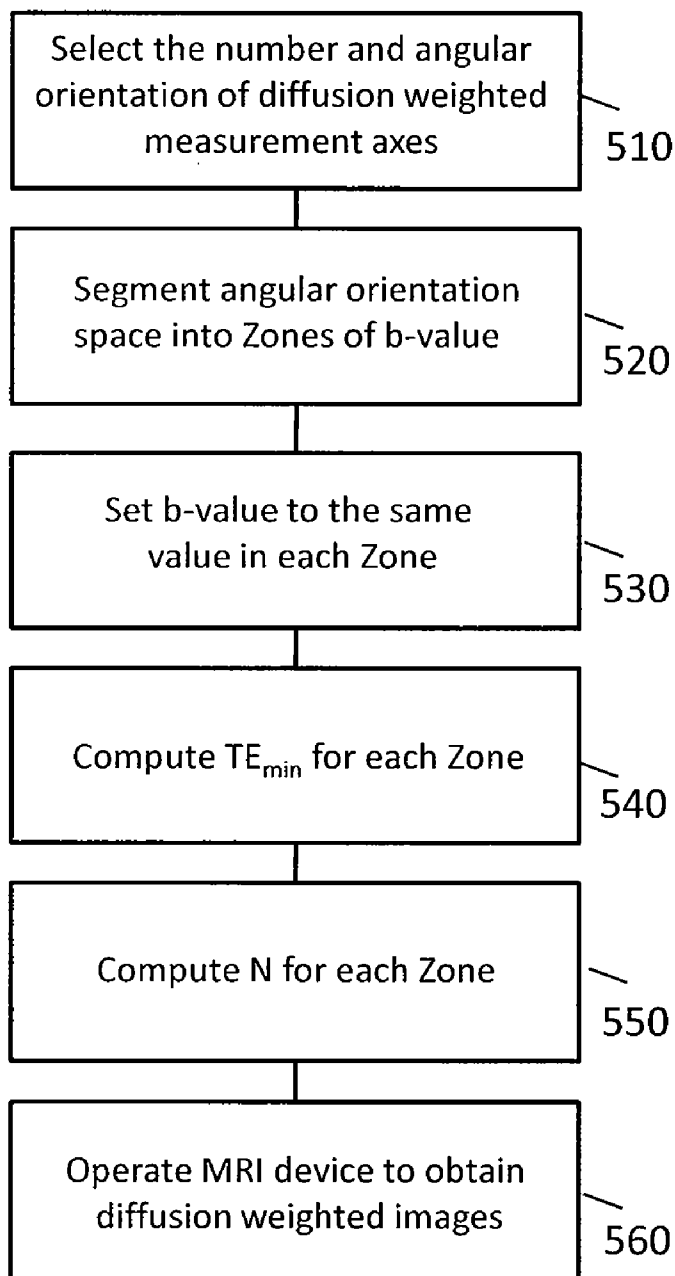 Select the number and angular
orientation of diffusion weighted
measurement axes
510
Segment angular orientation
space into Zones of b-value
520
Set b-value to the same
value in each Zone
530
Compute TEmin for each Zone
540
Compute N for each Zone
550
Operate MRI device to obtain
diffusion weighted images
560